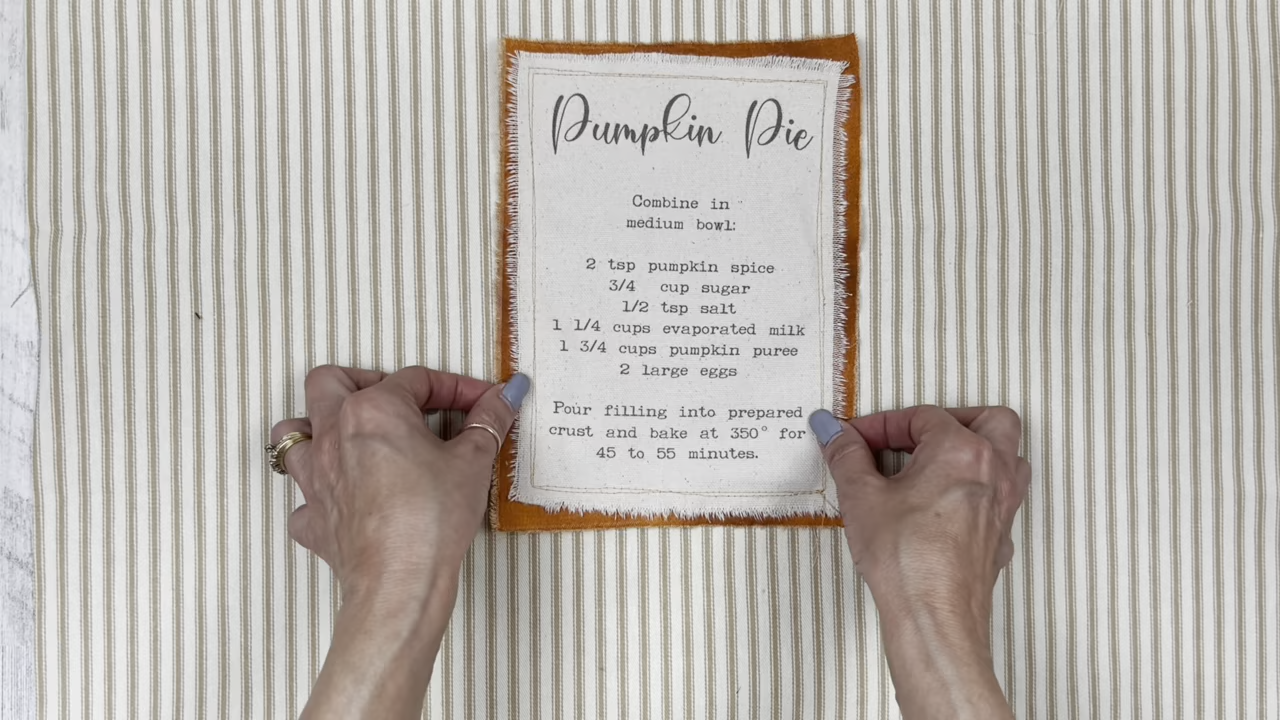 Pumpkin Pie
Combine in
medium bowl:
2 tsp pumpkin spice
3/4 cup sugar
1/2 tsp salt
1 1/4 cups evaporated milk
1 3/4 cups pumpkin puree
2 large eggs
Pour filling into prepared
crust and bake at 350° for
45 to 55 minutes.